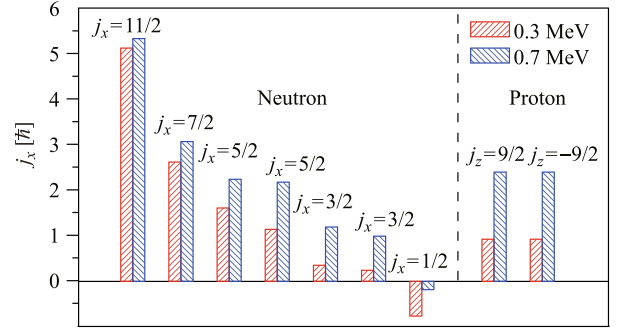 6
5
4
3
2
1
0
j_x [ħ]
j_x=11/2
j_x=7/2
j_x=5/2
j_x=5/2
j_x=3/2
j_x=3/2
j_x=1/2
Neutron
0.3 MeV
0.7 MeV
Proton
j_z=9/2 j_z=−9/2